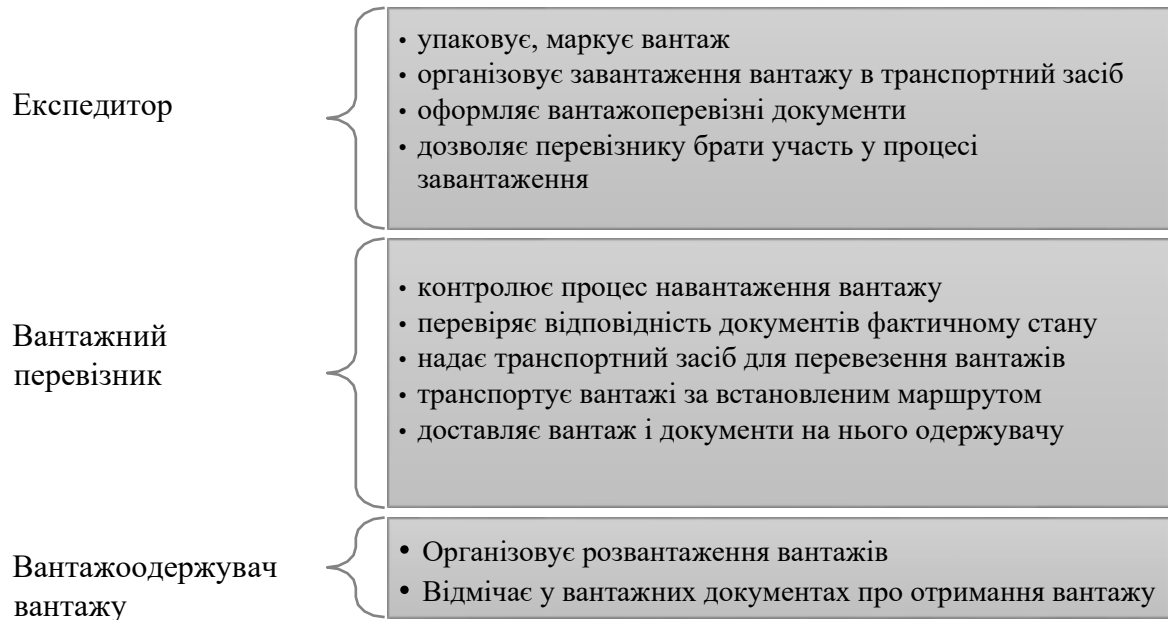 Експедитор
• упаковує, маркує вантаж
• організовує завантаження вантажу в транспортний засіб
• оформляє вантажоперевізні документи
• дозволяє перевізнику брати участь у процесі
завантаження
Вантажний
перевізник
• контролює процес навантаження вантажу
• перевіряє відповідність документів фактичному стану
• надає транспортний засіб для перевезення вантажів
• транспортує вантажі за встановленим маршрутом
• доставляє вантаж і документи на нього одержувачу
Вантажоодержувач
вантажу
• Організовує розвантаження вантажів
• Відмічає у вантажних документах про отримання вантажу